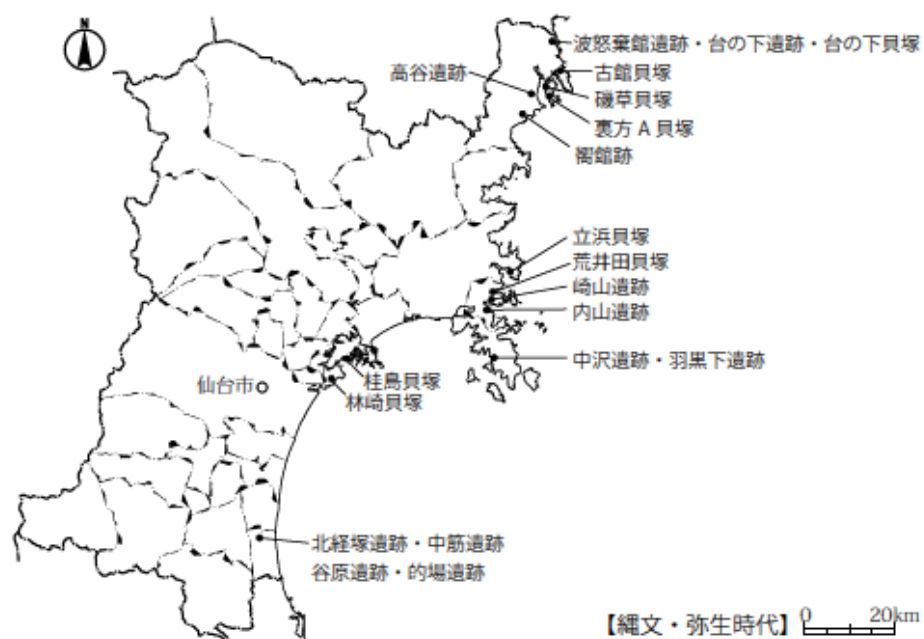 N
波怒棄館遺跡・台の下遺跡・台の下貝塚
古館貝塚
高谷遺跡
磯草貝塚
裏方A貝塚
卿館跡
立浜貝塚
荒井田貝塚
崎山遺跡
内山遺跡
中沢遺跡・羽黒下遺跡
桂島貝塚
仙台市
林崎貝塚
北経塚遺跡・中筋遺跡
谷原遺跡・的場遺跡
【縄文・弥生時代】
0 20km